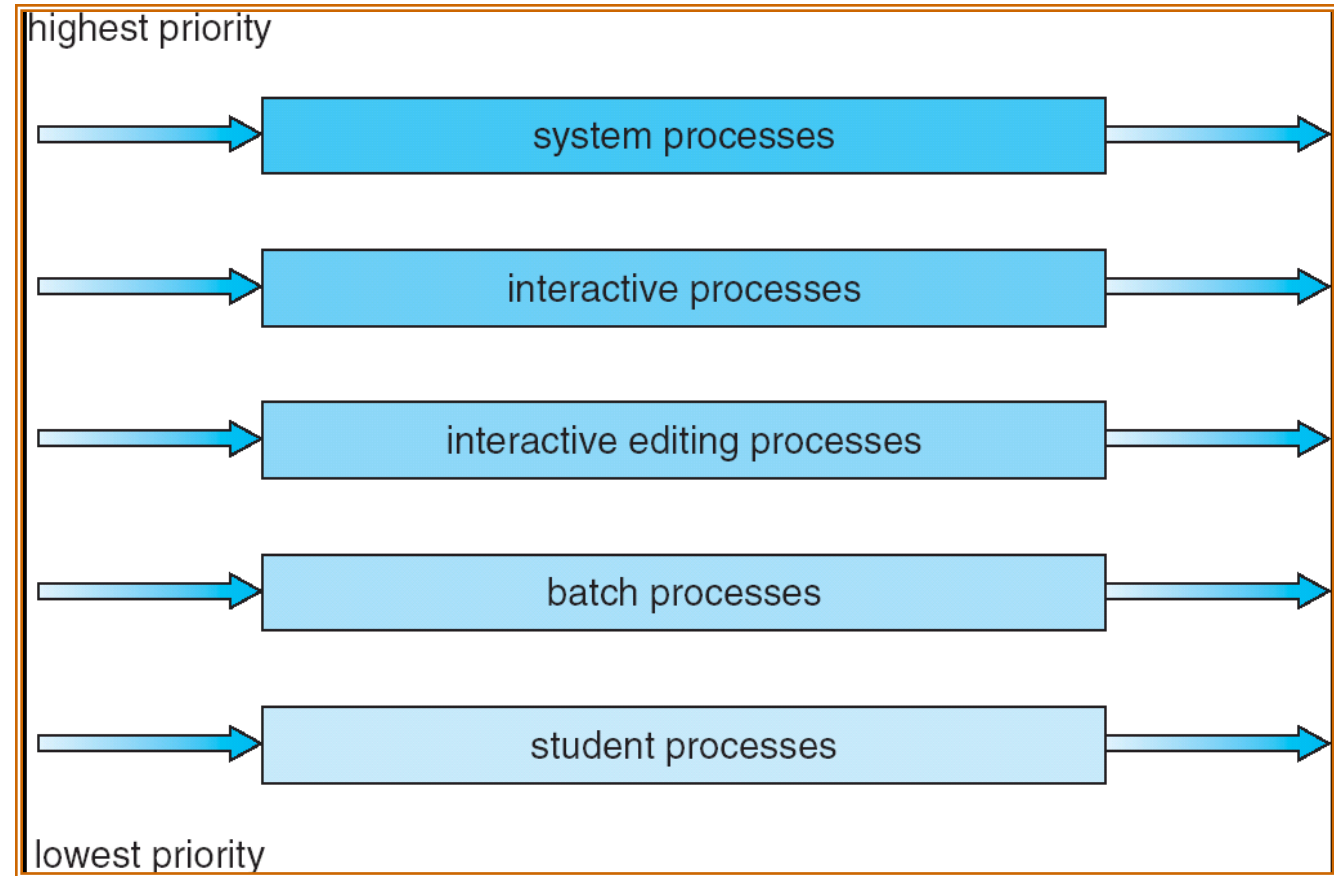 highest priority
system processes
interactive processes
interactive editing processes
batch processes
student processes
lowest priority